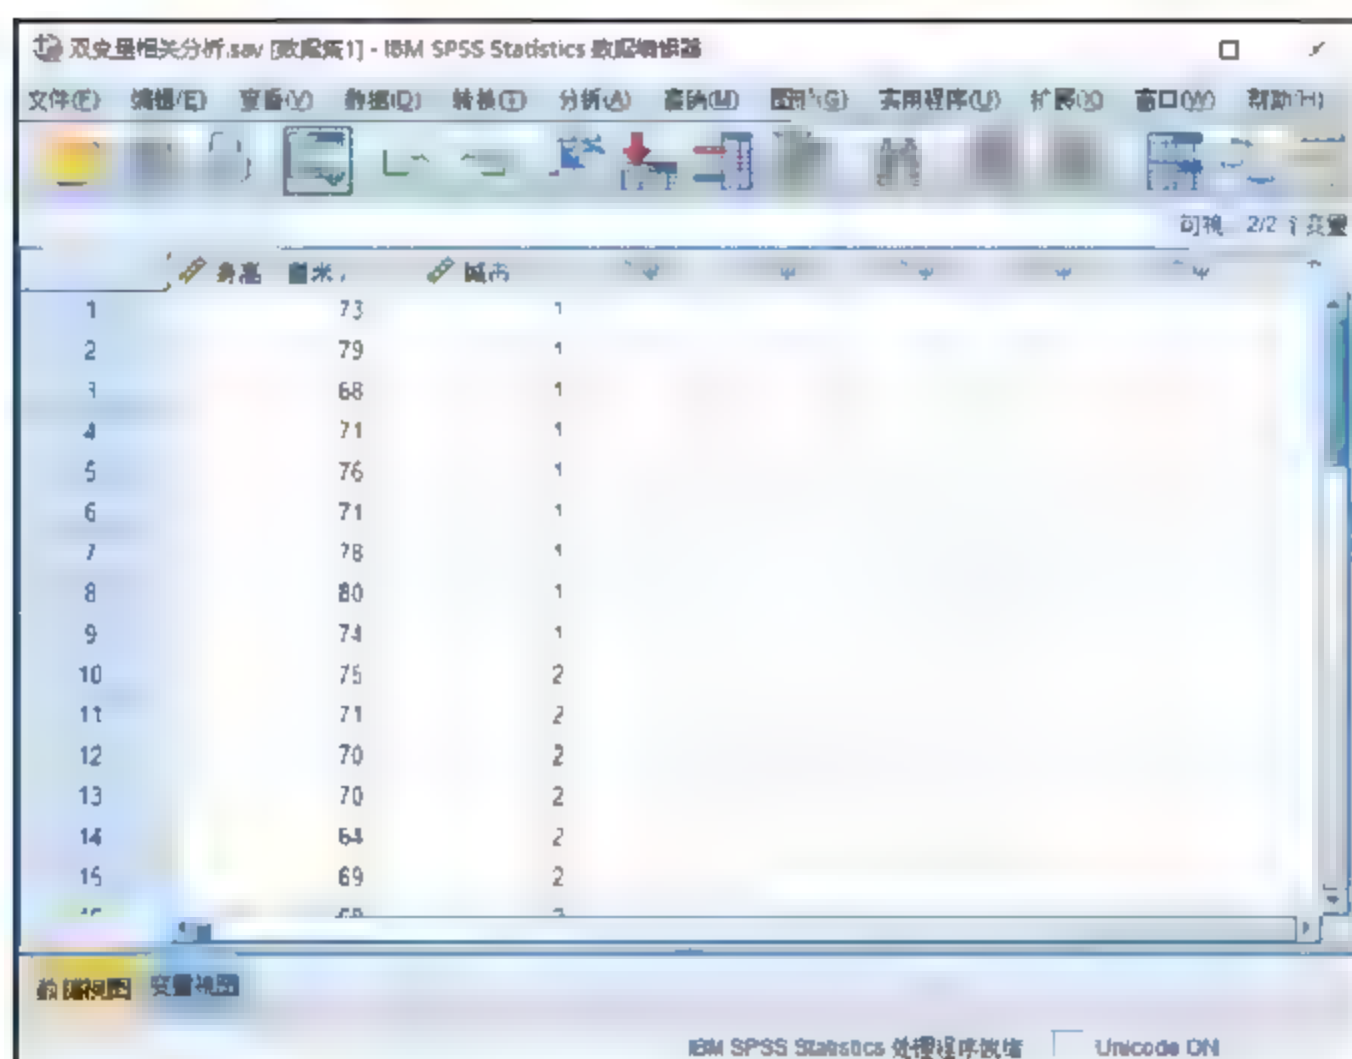 双变量相关分析.sav [数据集1] - IBM SPSS Statistics 数据编辑器
文件(F) 编辑(E) 查看(V) 数据(D) 转换(T) 分析(A) 直销(M) 图形(G) 实用程序(U) 扩展(X) 窗口(W) 帮助(H)
可视 2/2 个变量
身高 厘米 城市
1 73 1
2 79 1
3 68 1
4 71 1
5 76 1
6 71 1
7 78 1
8 80 1
9 74 1
10 75 2
11 71 2
12 70 2
13 70 2
14 64 2
15 69 2
数据视图 变量视图
IBM SPSS Statistics 处理程序就绪 Unicode ON